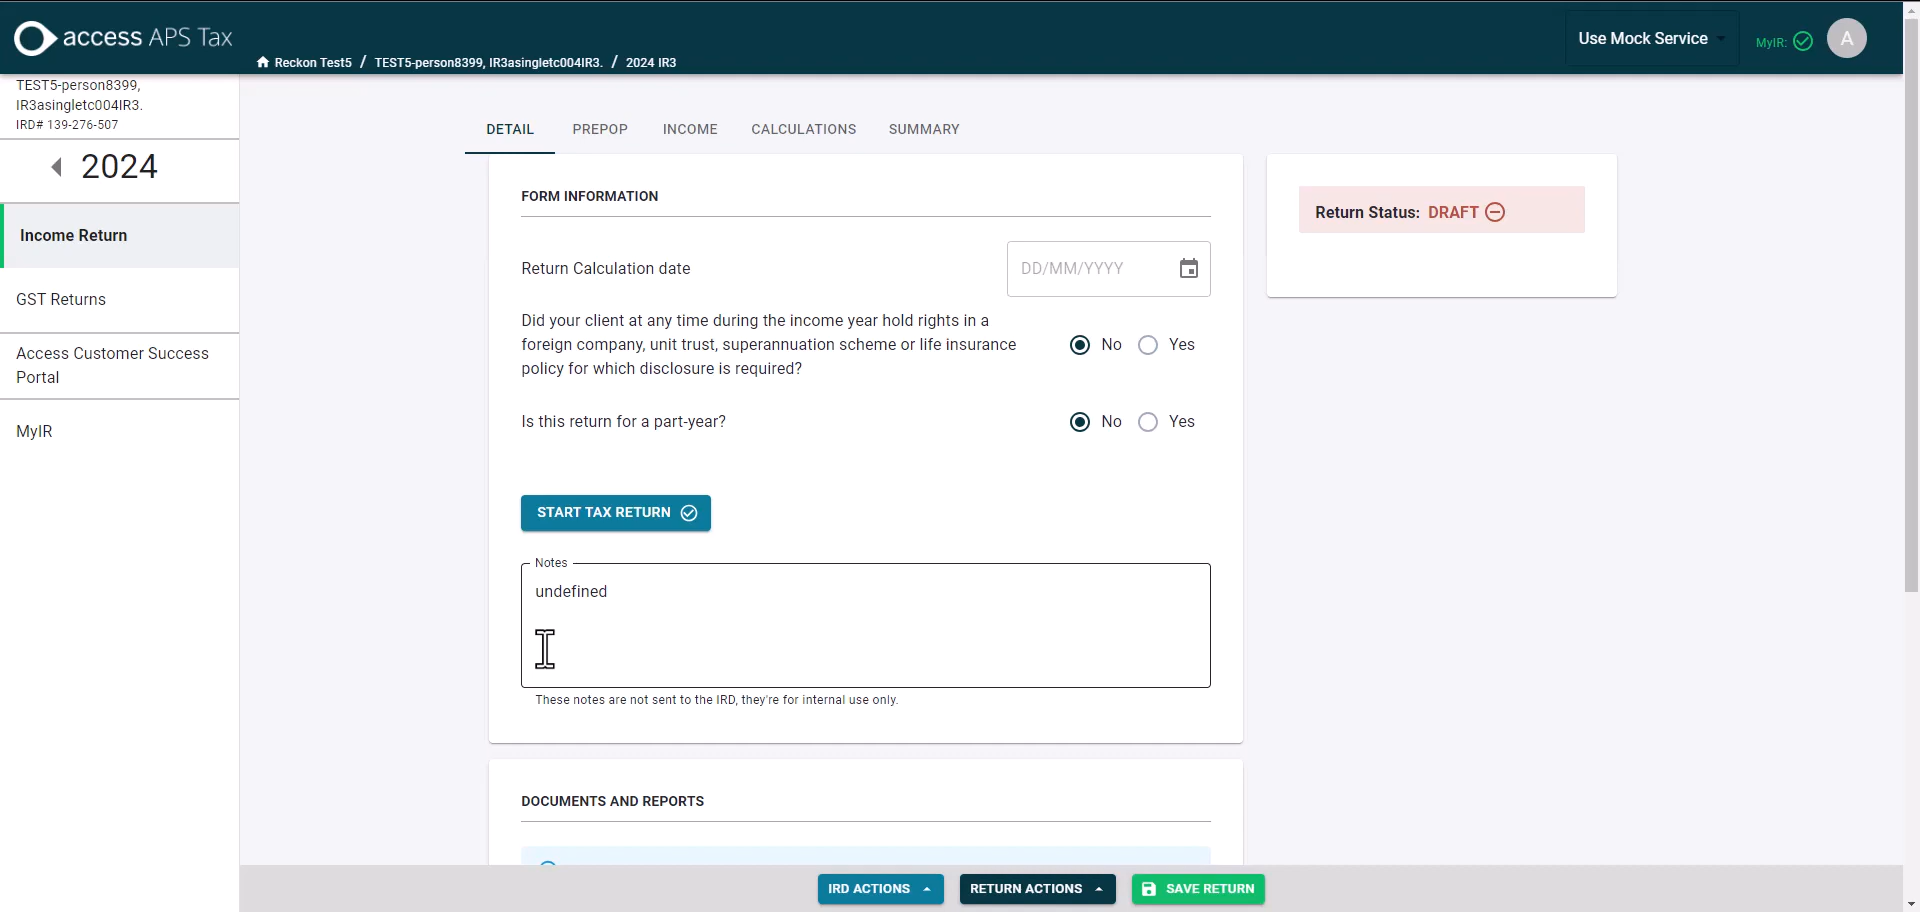 access APS Tax
Reckon Test5 / TEST5-person8399, IR3asingletc004IR3. / 2024 IR3
Use Mock Service
MyIR:
A
TEST5-person8399,
IR3asingletc004IR3.
IRD# 139-276-507
2024
Income Return
GST Returns
Access Customer Success
Portal
MyIR
DETAIL PREPOP INCOME CALCULATIONS SUMMARY
FORM INFORMATION
Return Calculation date
DD/MM/YYYY
Did your client at any time during the income year hold rights in a
foreign company, unit trust, superannuation scheme or life insurance
policy for which disclosure is required?
No Yes
Is this return for a part-year?
No Yes
START TAX RETURN
Notes
undefined
These notes are not sent to the IRD, they're for internal use only.
DOCUMENTS AND REPORTS
Return Status: DRAFT
IRD ACTIONS
RETURN ACTIONS
SAVE RETURN